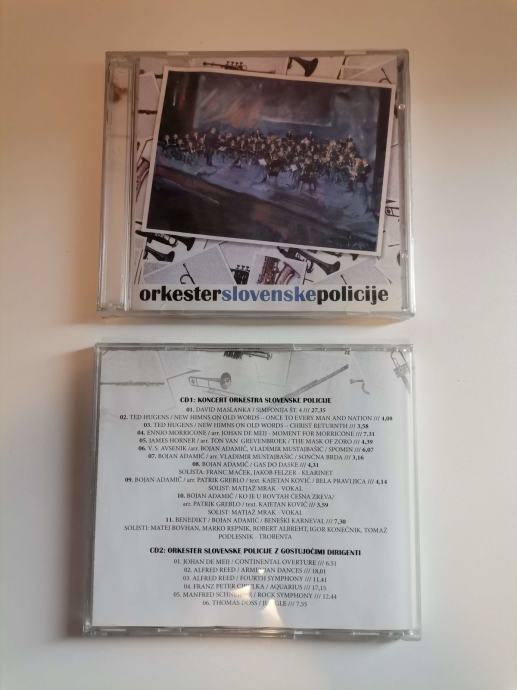 orkesterslovenskepolicije
CD1: KONCERT ORKESTRA SLOVENSKE POLICIJE
01. DAVID MASLANKA / SIMFONIJA ŠT. 4 /// 27,35
02. TED HUGENS / NEW HIMNS ON OLD WORDS – ONCE TO EVERY MAN AND NATION /// 4,08
03. TED HUGENS / NEW HIMNS ON OLD WORDS – CHRIST RETURNTH /// 3,58
04. ENNIO MORRICONE / arr. JOHAN DE MEIJ - MOMENT FOR MORRICONE /// 7,31
05. JAMES HORNER / arr. TON VAN GREVENBROEK / THE MASK OF ZORO /// 4,39
06. V. S. AVSENIK / arr. BOJAN ADAMIČ, VLADIMIR MUSTAJBAŠIČ / SPOMIN /// 6,07
07. BOJAN ADAMIČ / arr. VLADIMIR MUSTAJBAŠIČ / SONČNA BRDA /// 3,16
08. BOJAN ADAMIČ / GAS DO DASKE /// 4,31
SOLISTA: FRANC MAČEK, JAKOB FELZER - KLARINET
09. BOJAN ADAMIČ / arr. PATRIK GREBLO / text. KAJETAN KOVIČ / BELA PRAVLJICA /// 4,14
SOLIST: MATJAŽ MRAK - VOKAL
10. BOJAN ADAMIČ / KO JE U ROVTAH ČEŠNA ZREVA/
arr. PATRIK GREBLO / text. KAJETAN KOVIČ /// 3,59
SOLIST: MATJAŽ MRAK - VOKAL
11. BENEDIKT / BOJAN ADAMIČ / BENEŠKI KARNEVAL /// 7,30
SOLISTI: MATEJ ROVHAN, MARKO REPNIK, ROBERT ALBREHT, IGOR KONEČNIK, TOMAŽ
PODLESNIK - TROBENTA
CD2: ORKESTER SLOVENSKE POLICIJE Z GOSTUJOČIMI DIRIGENTI
01. JOHAN DE MEIJ / CONTINENTAL OVERTURE /// 6,51
02. ALFRED REED / ARMENIAN DANCES /// 18,01
03. ALFRED REED / FOURTH SYMPHONY /// 11,41
04. FRANZ PETER CIBULKA / AQUARIUS /// 17,15
05. MANFRED SCHNEIDER / ROCK SYMPHONY /// 12,44
06. THOMAS DOSS / JUNGLE /// 7,55